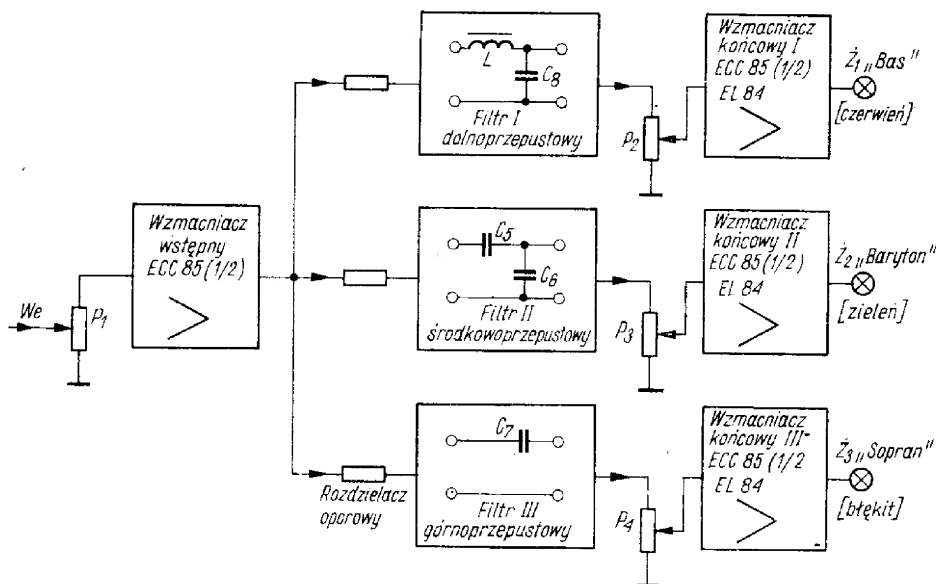 We
P1
Wzmacniacz
wstępny
ECC 85 (1/2)
Rozdzielacz
oporowy
L
C8
Filtr I
dolnoprzepustowy
P2
Wzmacniacz
końcowy I
ECC 85 (1/2)
EL 84
Ż1 „Bas"
[czerwień]
C5
C6
Filtr II
środkowoprzepustowy
P3
Wzmacniacz
końcowy II
ECC 85 (1/2)
EL 84
Ż2 „Baryton"
[zieleń]
C7
Filtr III
górnoprzepustowy
P4
Wzmacniacz
końcowy III
ECC 85 (1/2
EL 84
Ż3 „Sopran"
[błękit]